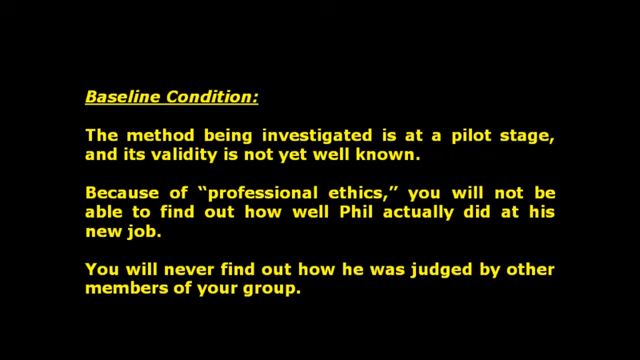 Baseline Condition:
The method being investigated is at a pilot stage,
and its validity is not yet well known.
Because of “professional ethics,” you will not be
able to find out how well Phil actually did at his
new job.
You will never find out how he was judged by other
members of your group.